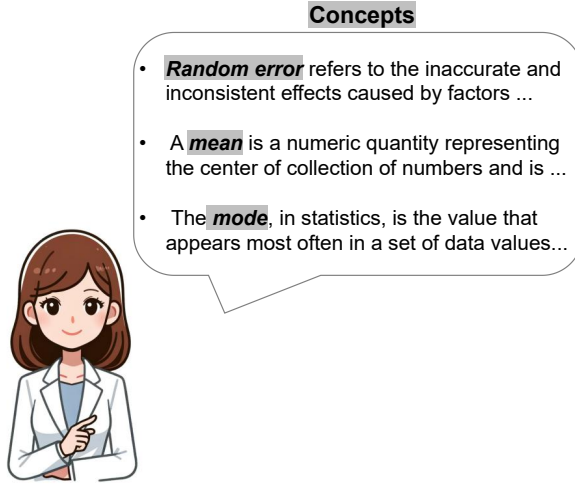 Concepts
• Random error refers to the inaccurate and
inconsistent effects caused by factors ...
• A mean is a numeric quantity representing
the center of collection of numbers and is ...
• The mode, in statistics, is the value that
appears most often in a set of data values...